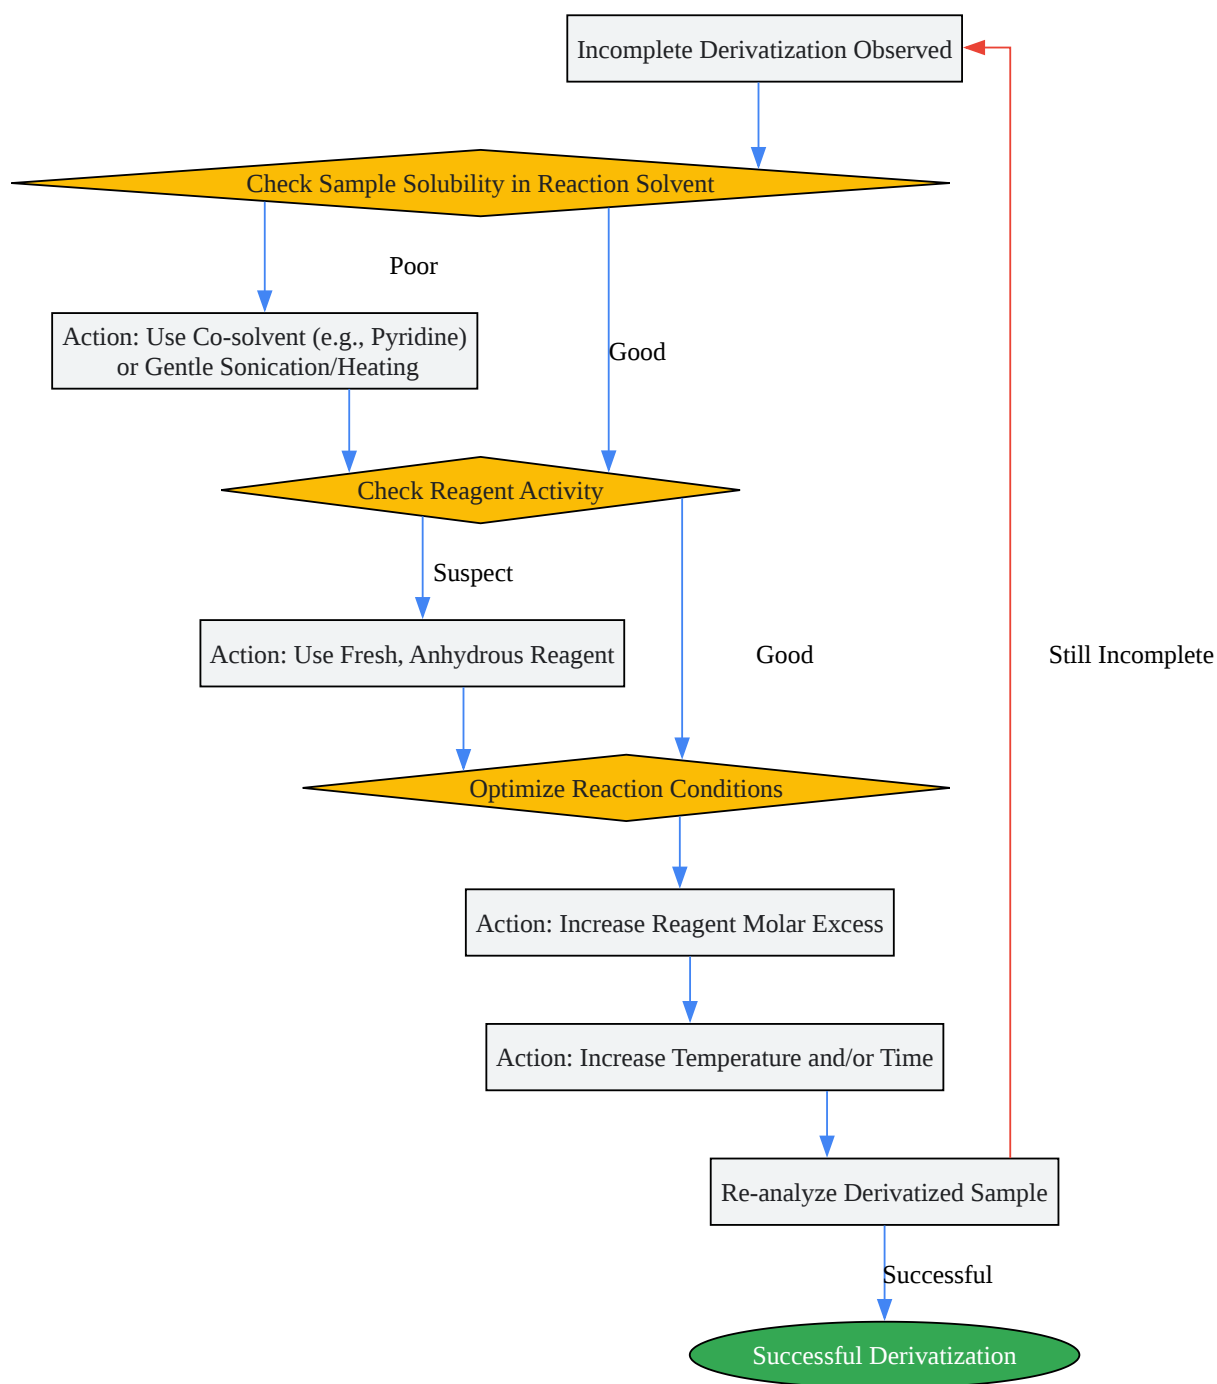 Incomplete Derivatization Observed
Check Sample Solubility in Reaction Solvent
Poor
Action: Use Co-solvent (e.g., Pyridine)
or Gentle Sonication/Heating
Good
Check Reagent Activity
Suspect
Action: Use Fresh, Anhydrous Reagent
Good
Still Incomplete
Optimize Reaction Conditions
Action: Increase Reagent Molar Excess
Action: Increase Temperature and/or Time
Re-analyze Derivatized Sample
Successful
Successful Derivatization